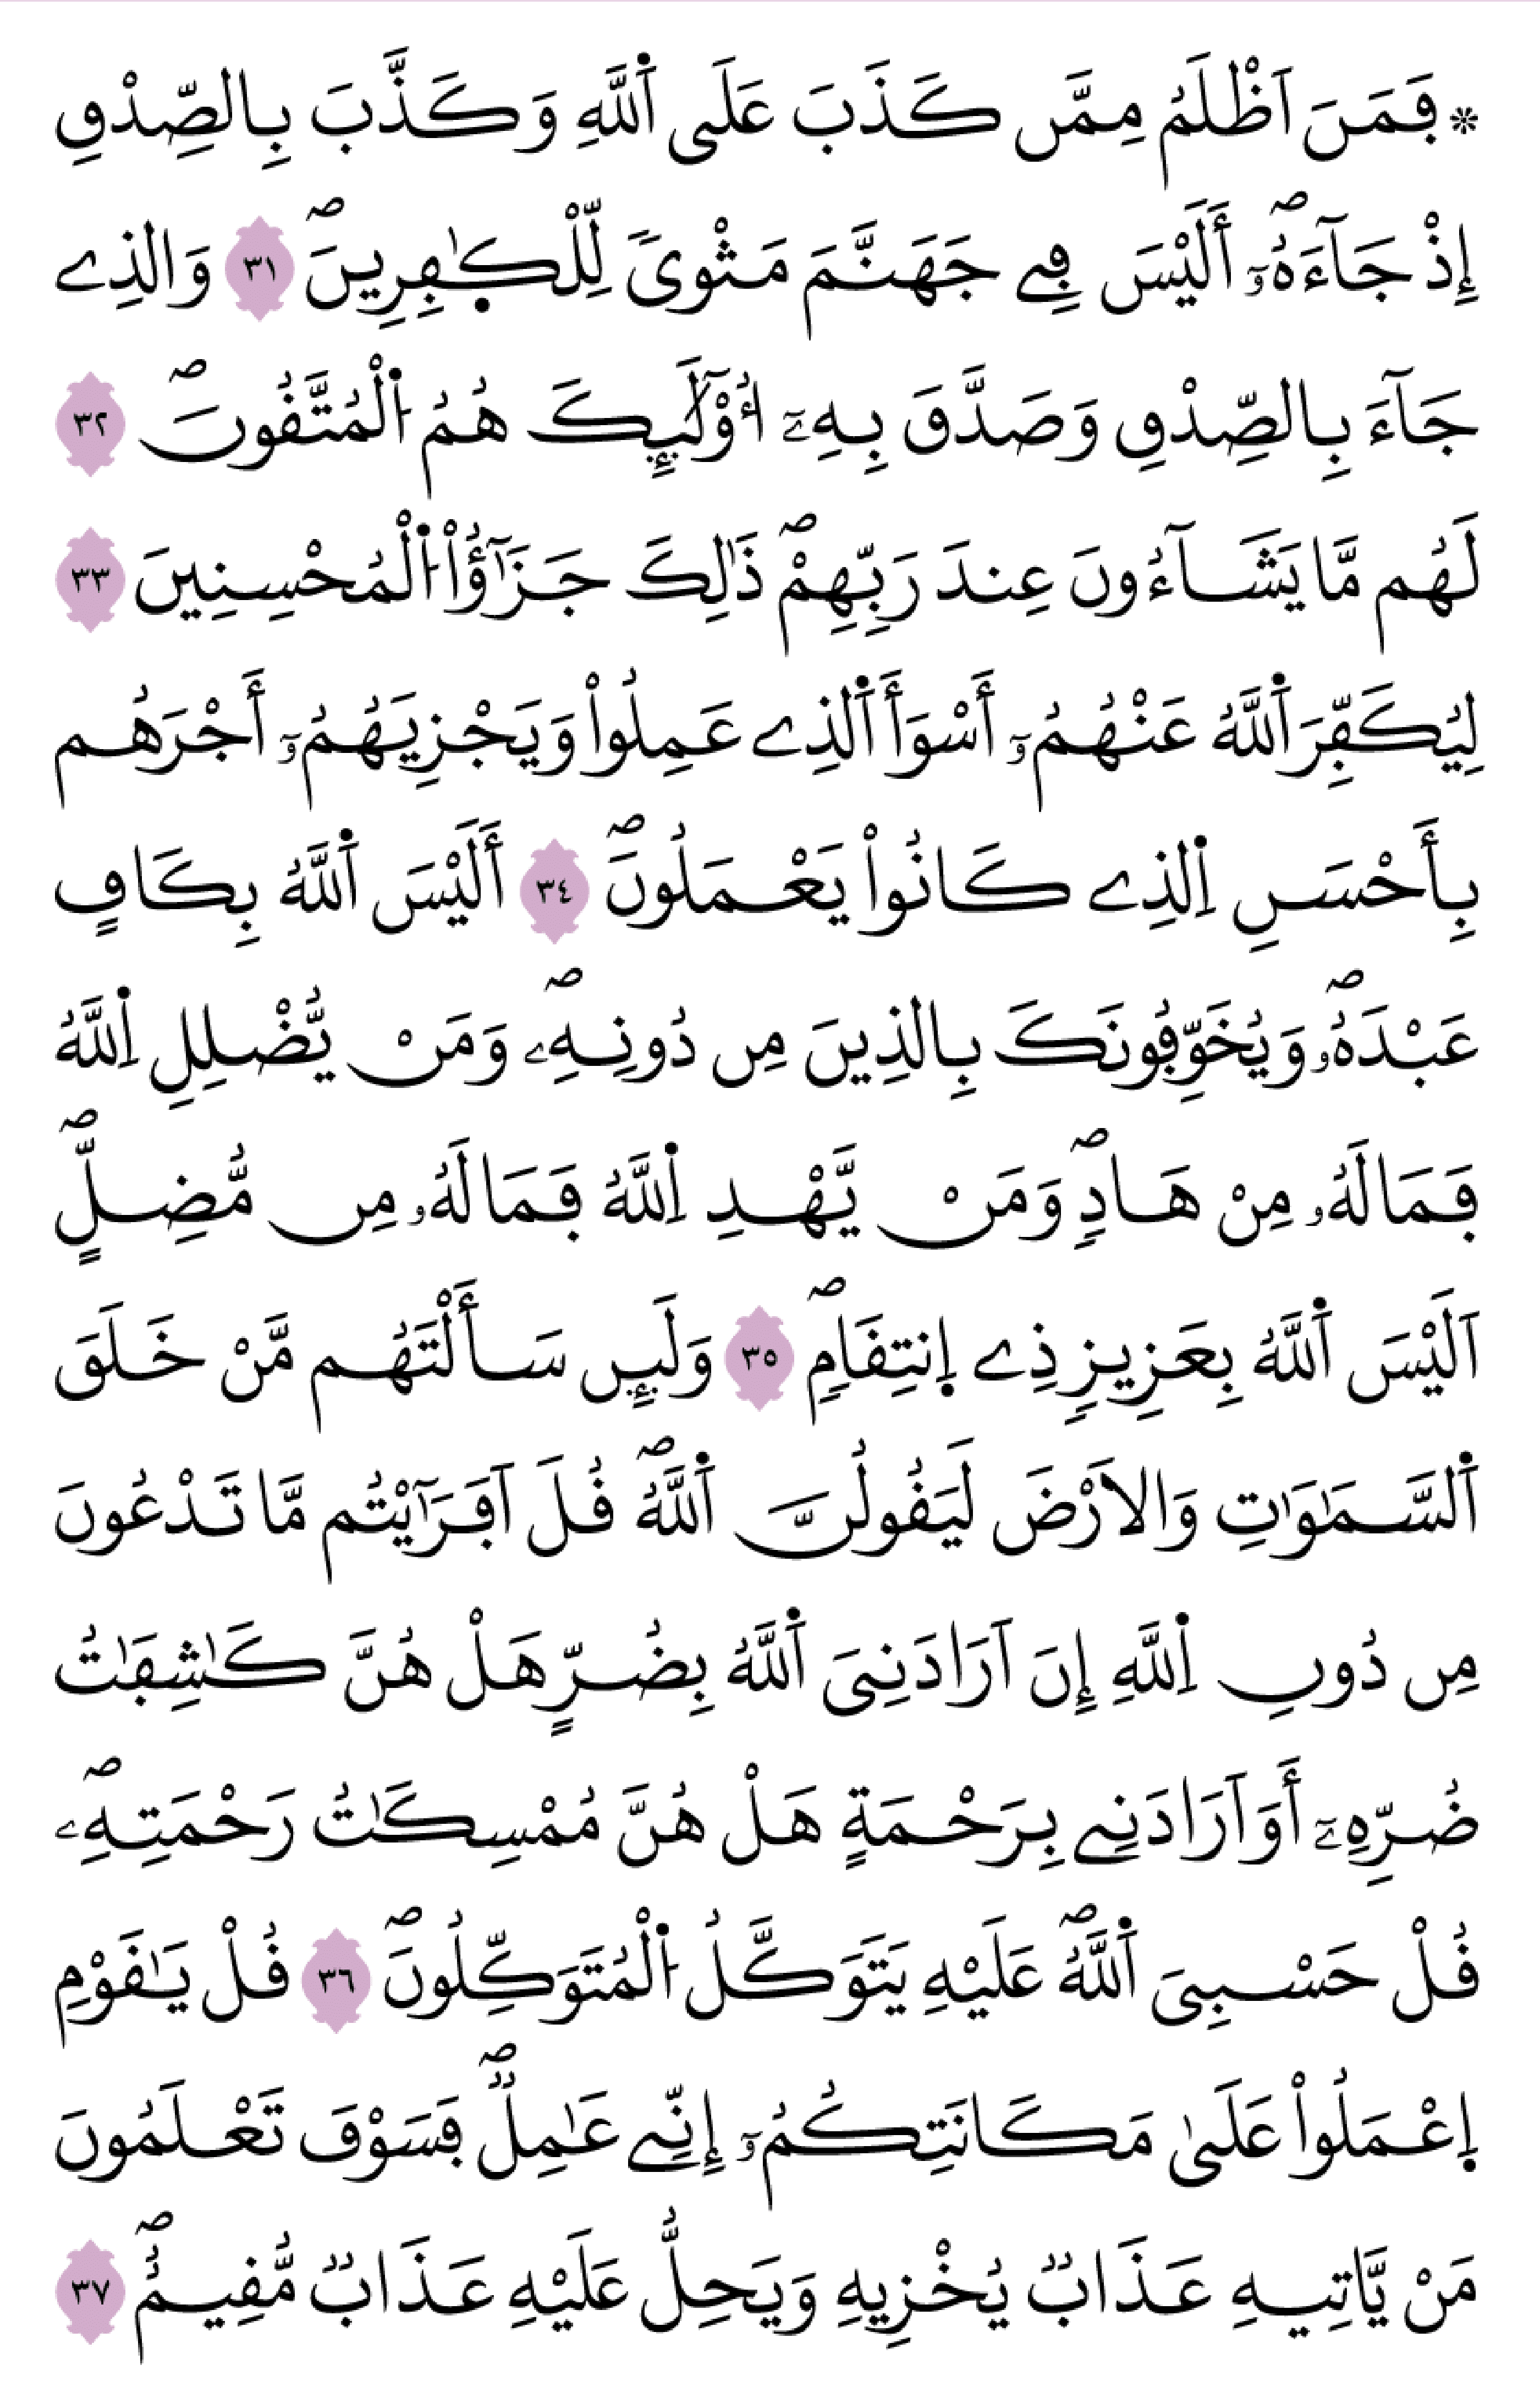 ۞ ڢَمَنَ اَظْلَمُ مِمَّں كَذَبَ عَلَى اَ۬للَّهِ وَكَذَّبَ بِالصِّدْقِ
إِذْ جَآءَهُۥٓۖ أَلَيْسَ فِے جَهَنَّمَ مَثْوىَ لِّلْكٰ۪فِرِينَۖ ٣١ وَالذِے
جَآءَ بِالصِّدْقِ وَصَدَّقَ بِهِۦٓ أُوْلَٰٓئِكَ هُمُ اُ۬لْمُتَّقُونَۖ ٣٢
لَهُم مَّا يَشَآءُونَ عِندَ رَبِّهِمْۖ ذَٰلِكَ جَزَٰٓؤُاْ اُ۬لْمُحْسِنِينَ ٣٣
لِيُكَفِّرَ اَ۬للَّهُ عَنْهُمُۥٓ أَسْوَأَ اَ۬لذِے عَمِلُواْ وَيَجْزِيَهُمُۥٓ أَجْرَهُم
بِأَحْسَنِ اِ۬لذِے كَانُواْ يَعْمَلُونَۖ ٣٤ أَلَيْسَ اَ۬للَّهُ بِكَافٍ
عَبْدَهُۥۖ وَيُخَوِّفُونَكَ بِالذِينَ مِں دُونِهِۦۖ وَمَنْ يُّضْلِلِ اِ۬للَّهُ
فَمَا لَهُۥ مِنْ هَادٍۖ وَمَنْ يَّهْدِ اِ۬للَّهُ فَمَا لَهُۥ مِں مُّضِلٍّۖ
اَلَيْسَ اَ۬للَّهُ بِعَزِيزٍ ذِے اِ۪نتِقَامٍۖ ٣٥ وَلَئِں سَأَلْتَهُم مَّنْ خَلَقَ
اَ۬لسَّمَٰوَٰتِ وَالَارْضَ لَيَقُولُنَّ اَ۬للَّهُۖ قُلَ اَفَرَآيْتُم مَّا تَدْعُونَ
مِں دُونِ اِ۬للَّهِ إِنَ اَرَادَنِىَ اَ۬للَّهُ بِضُرٍّ هَلْ هُنَّ كَٰشِفَٰتُ
ضُرِّهِۦٓ أَوَ اَرَادَنِے بِرَحْمَةٍ هَلْ هُنَّ مُمْسِكَٰتُ رَحْمَتِهِۦۖ
قُلْ حَسْبِىَ اَ۬للَّهُۖ عَلَيْهِ يَتَوَكَّلُ اُ۬لْمُتَوَكِّلُونَۖ ٣٦ قُلْ يَٰقَوْمِ
اِ۪عْمَلُواْ عَلَىٰ مَكَانَتِكُمُۥٓ إِنِّے عَٰمِلٌۖ فَسَوْفَ تَعْلَمُونَ
مَنْ يَّاتِيهِ عَذَابٌ يُخْزِيهِ وَيَحِلُّ عَلَيْهِ عَذَابٌ مُّقِيمٌۖ ٣٧